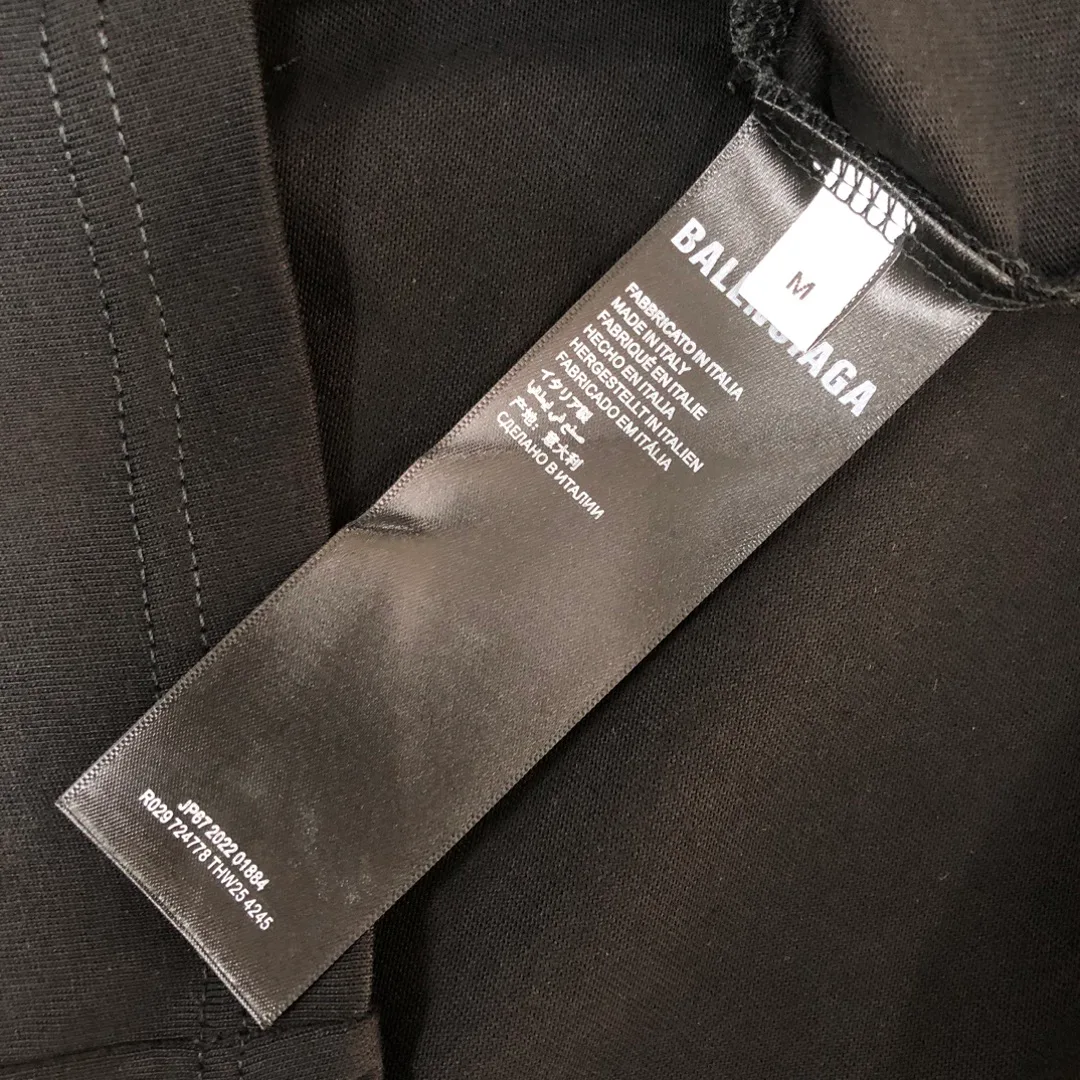 M
BALENCIAGA
FABBRICATO IN ITALIA
MADE IN ITALY
FABRIQUÉ EN ITALIE
HECHO EN ITALIA
HERGESTELLT IN ITALIEN
FABRICADO EM ITÁLIA
イタリア製
产地：意大利
СДЕЛАНО В ИТАЛИИ
JP67 2022 01884
R029 724778 THW25 4245